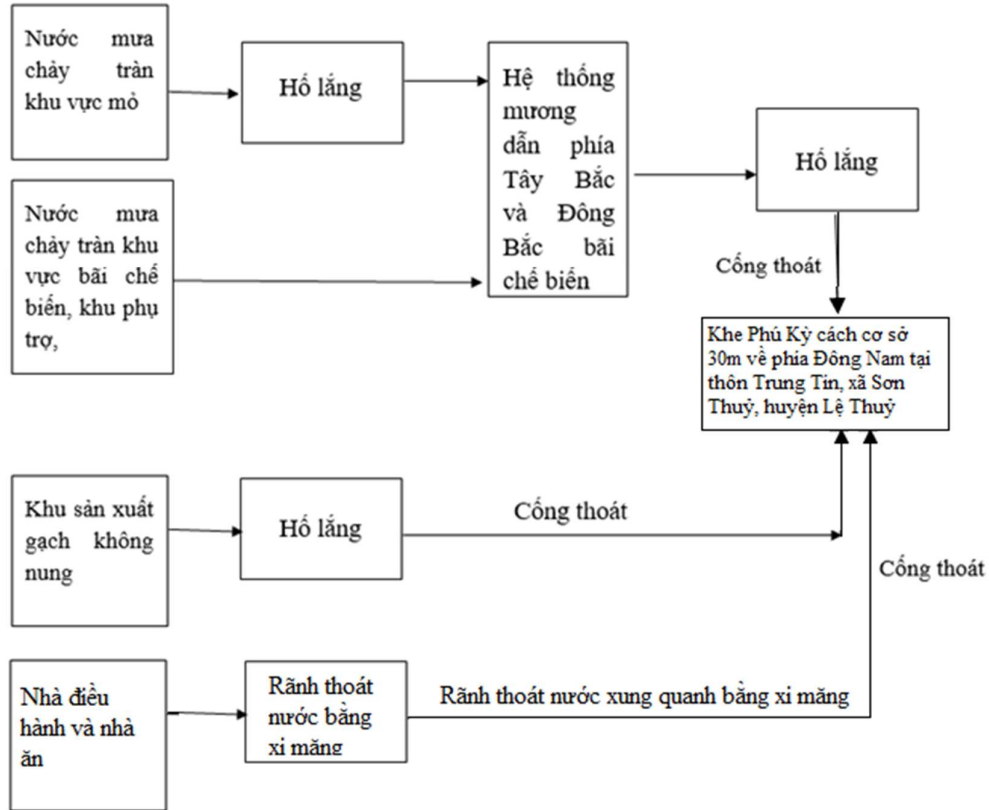 Nước mưa
chảy tràn
khu vực mỏ
Hố lắng
Hệ thống
mương
dẫn phía
Tây Bắc
và Đông
Bắc bãi
chế biến
Hố lắng
Nước mưa
chảy tràn khu
vực bãi chế
biến, khu phụ
trợ,
Cống thoát
Khe Phú Kỳ cách cơ sở
30m về phía Đông Nam tại
thôn Trung Tín, xã Sơn
Thuỷ, huyện Lệ Thuỷ
Khu sản xuất
gạch không
nung
Hố lắng
Cống thoát
Cống thoát
Nhà điều
hành và nhà
ăn
Rãnh thoát
nước bằng
xi măng
Rãnh thoát nước xung quanh bằng xi măng